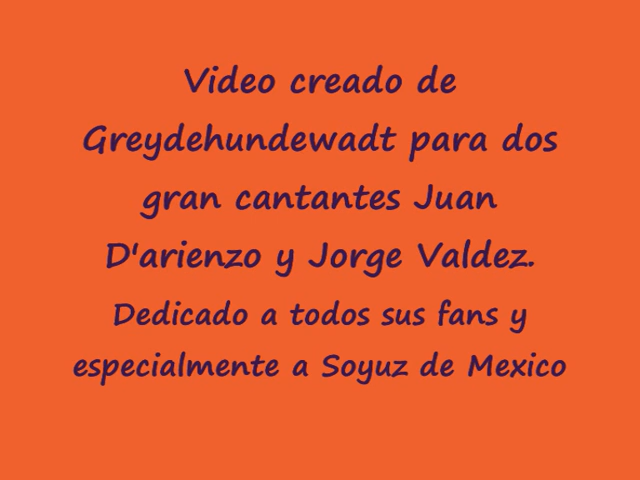 Video creado de
Greydehundewadt para dos
gran cantantes Juan
D'arienzo y Jorge Valdez.
Dedicado a todos sus fans y
especialmente a Soyuz de Mexico